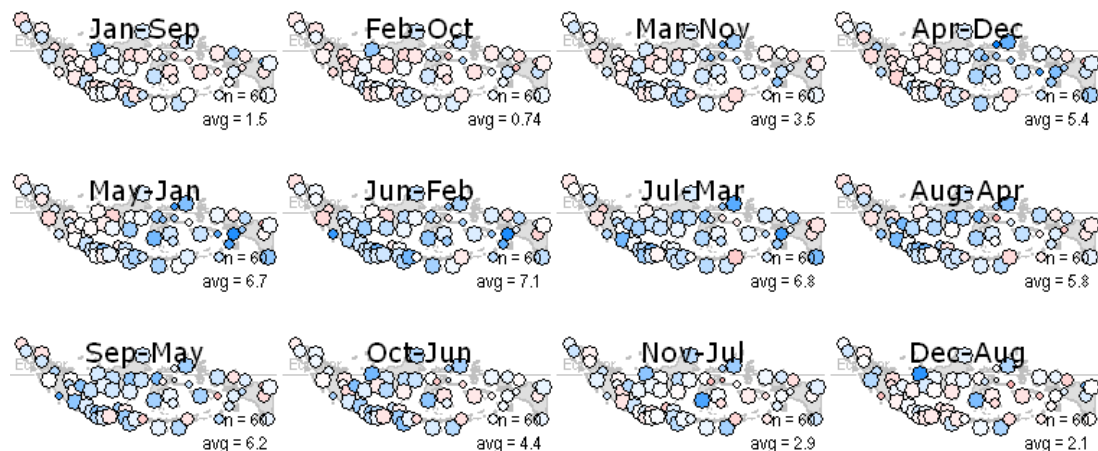 Jan-Sep
Feb-Oct
Mar-Nov
Apr-Dec
n = 60
avg = 1.5
n = 60
avg = 0.74
n = 60
avg = 3.5
n = 60
avg = 5.4
May-Jan
Jun-Feb
Jul-Mar
Aug-Apr
n = 60
avg = 6.7
n = 60
avg = 7.1
n = 60
avg = 6.8
n = 60
avg = 5.8
Sep-May
Oct-Jun
Nov-Jul
Dec-Aug
n = 60
avg = 6.2
n = 60
avg = 4.4
n = 60
avg = 2.9
n = 60
avg = 2.1